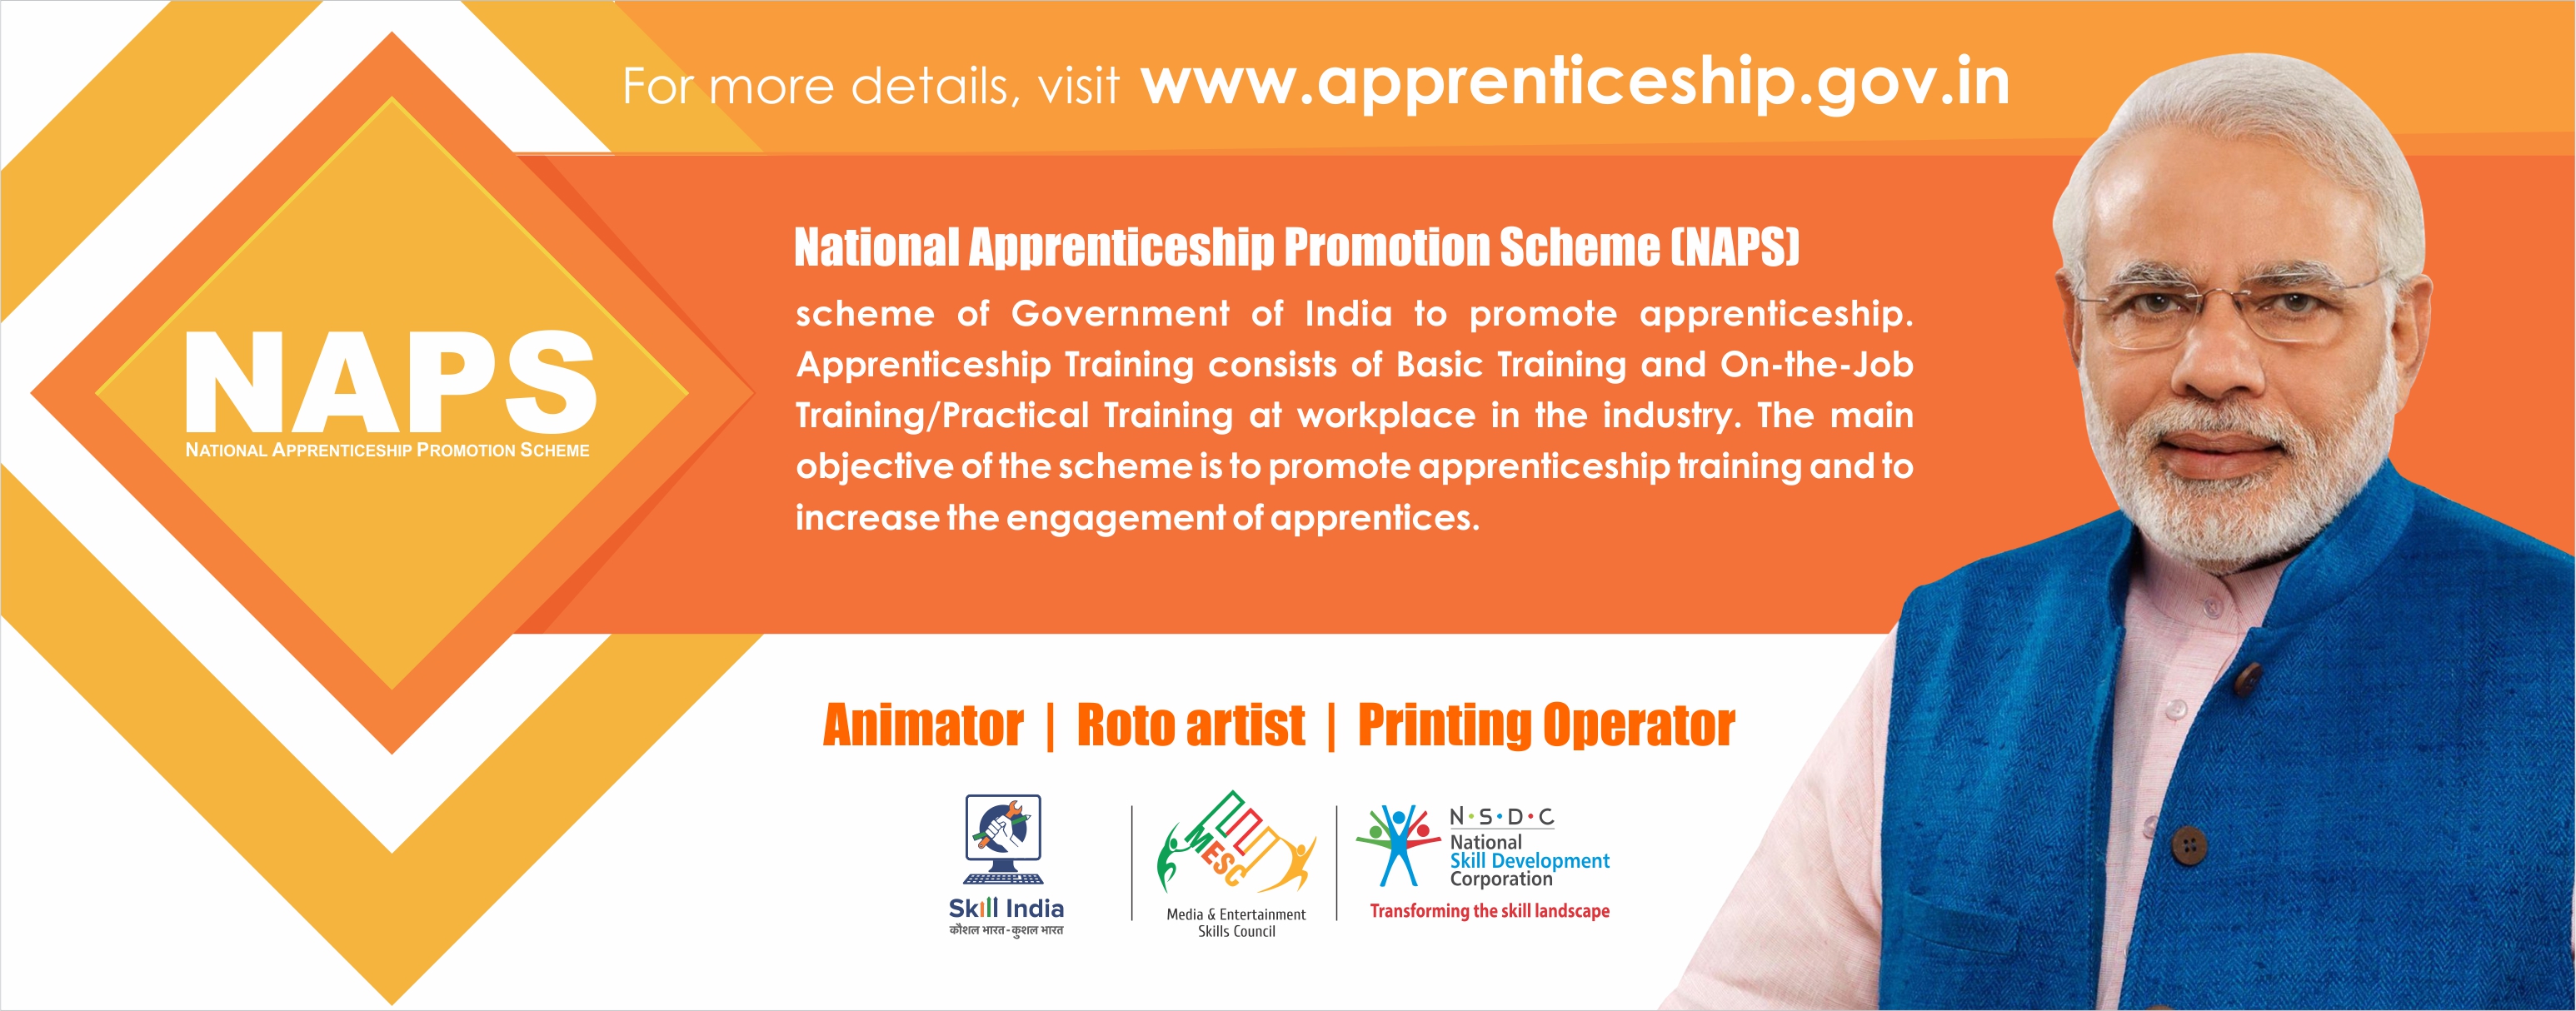 For more details, visit www.apprenticeship.gov.in
NAPS
NATIONAL APPRENTICESHIP PROMOTION SCHEME
National Apprenticeship Promotion Scheme (NAPS)
scheme of Government of India to promote apprenticeship.
Apprenticeship Training consists of Basic Training and On-the-Job
Training/Practical Training at workplace in the industry. The main
objective of the scheme is to promote apprenticeship training and to
increase the engagement of apprentices.
Animator | Roto artist | Printing Operator
Skill India
कौशल भारत - कुशल भारत
MESC
Media & Entertainment
Skills Council
N·S·D·C
National
Skill Development
Corporation
Transforming the skill landscape